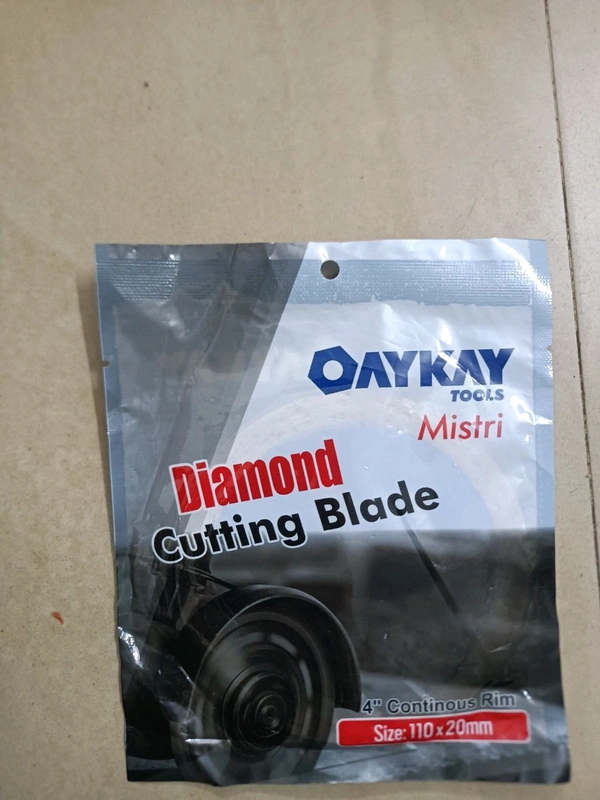 OAYKAY
TOOLS
Mistri
Diamond
Cutting Blade
4" Continous Rim
Size: 110 x 20mm